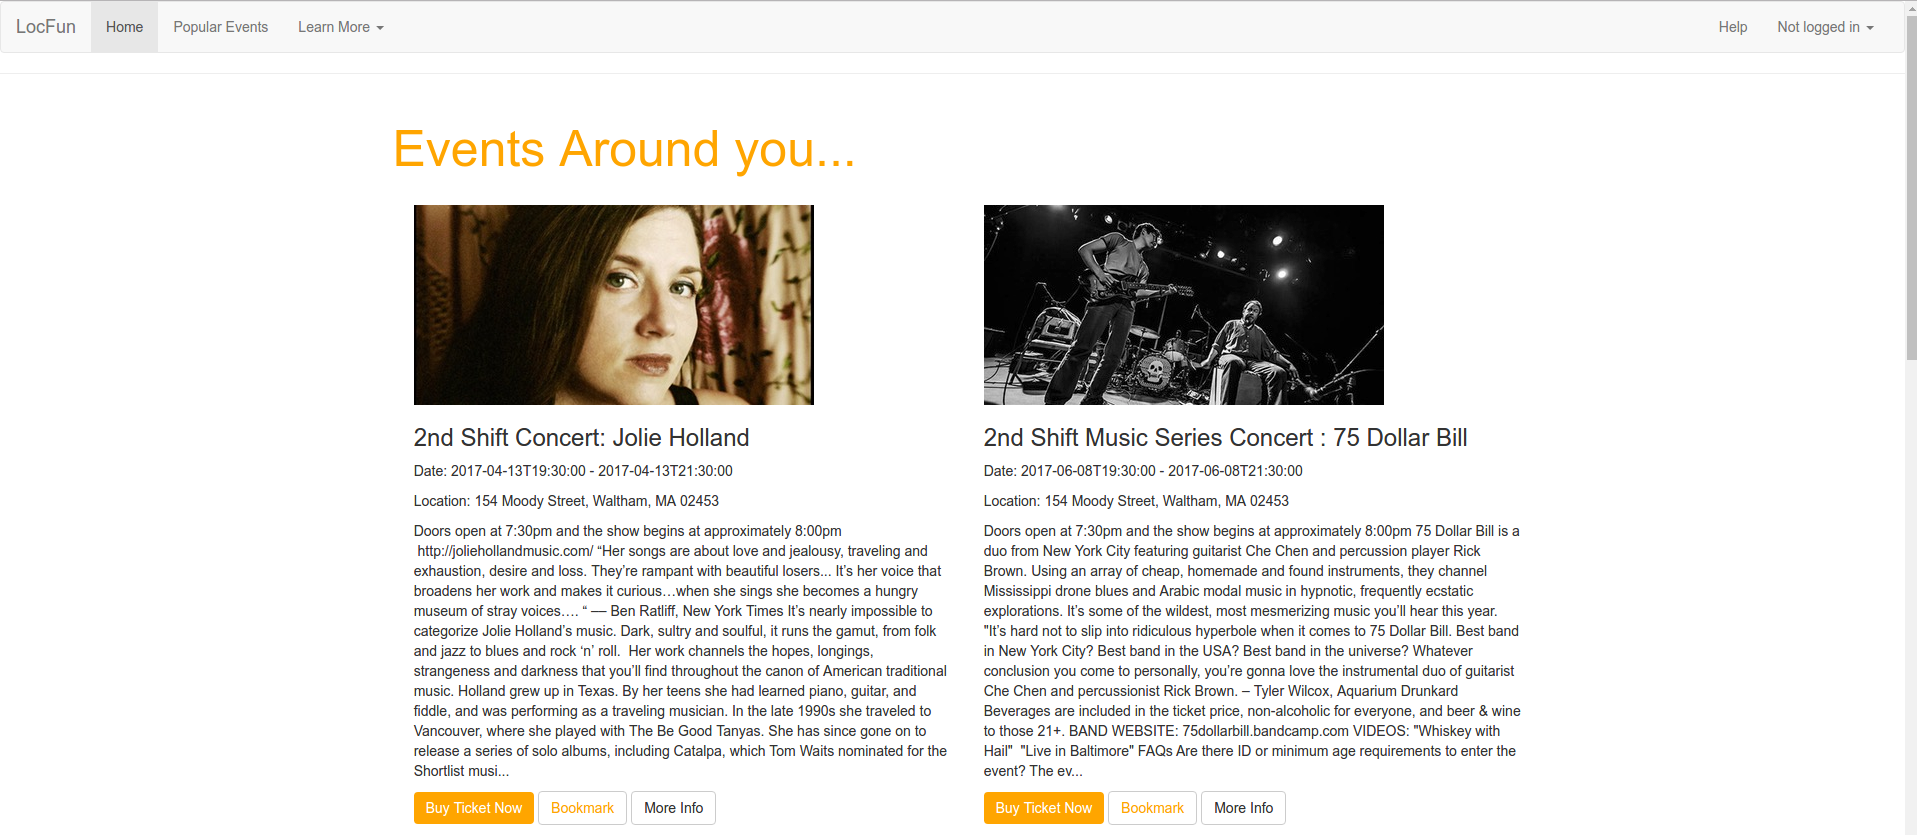 LocFun Home Popular Events Learn More Help Not logged in
Events Around you...
2nd Shift Concert: Jolie Holland
Date: 2017-04-13T19:30:00 - 2017-04-13T21:30:00
Location: 154 Moody Street, Waltham, MA 02453
Doors open at 7:30pm and the show begins at approximately 8:00pm
http://joliehollandmusic.com/ “Her songs are about love and jealousy, traveling and
exhaustion, desire and loss. They’re rampant with beautiful losers... It’s her voice that
broadens her work and makes it curious…when she sings she becomes a hungry
museum of stray voices…. “ — Ben Ratliff, New York Times It’s nearly impossible to
categorize Jolie Holland’s music. Dark, sultry and soulful, it runs the gamut, from folk
and jazz to blues and rock ‘n’ roll.  Her work channels the hopes, longings,
strangeness and darkness that you’ll find throughout the canon of American traditional
music. Holland grew up in Texas. By her teens she had learned piano, guitar, and
fiddle, and was performing as a traveling musician. In the late 1990s she traveled to
Vancouver, where she played with The Be Good Tanyas. She has since gone on to
release a series of solo albums, including Catalpa, which Tom Waits nominated for the
Shortlist musi...
Buy Ticket Now Bookmark More Info
2nd Shift Music Series Concert : 75 Dollar Bill
Date: 2017-06-08T19:30:00 - 2017-06-08T21:30:00
Location: 154 Moody Street, Waltham, MA 02453
Doors open at 7:30pm and the show begins at approximately 8:00pm 75 Dollar Bill is a
duo from New York City featuring guitarist Che Chen and percussion player Rick
Brown. Using an array of cheap, homemade and found instruments, they channel
Mississippi drone blues and Arabic modal music in hypnotic, frequently ecstatic
explorations. It’s some of the wildest, most mesmerizing music you’ll hear this year.
"It’s hard not to slip into ridiculous hyperbole when it comes to 75 Dollar Bill. Best band
in New York City? Best band in the USA? Best band in the universe? Whatever
conclusion you come to personally, you’re gonna love the instrumental duo of guitarist
Che Chen and percussionist Rick Brown. – Tyler Wilcox, Aquarium Drunkard
Beverages are included in the ticket price, non-alcoholic for everyone, and beer & wine
to those 21+. BAND WEBSITE: 75dollarbill.bandcamp.com VIDEOS: "Whiskey with
Hail"  "Live in Baltimore" FAQs Are there ID or minimum age requirements to enter the
event? The ev...
Buy Ticket Now Bookmark More Info